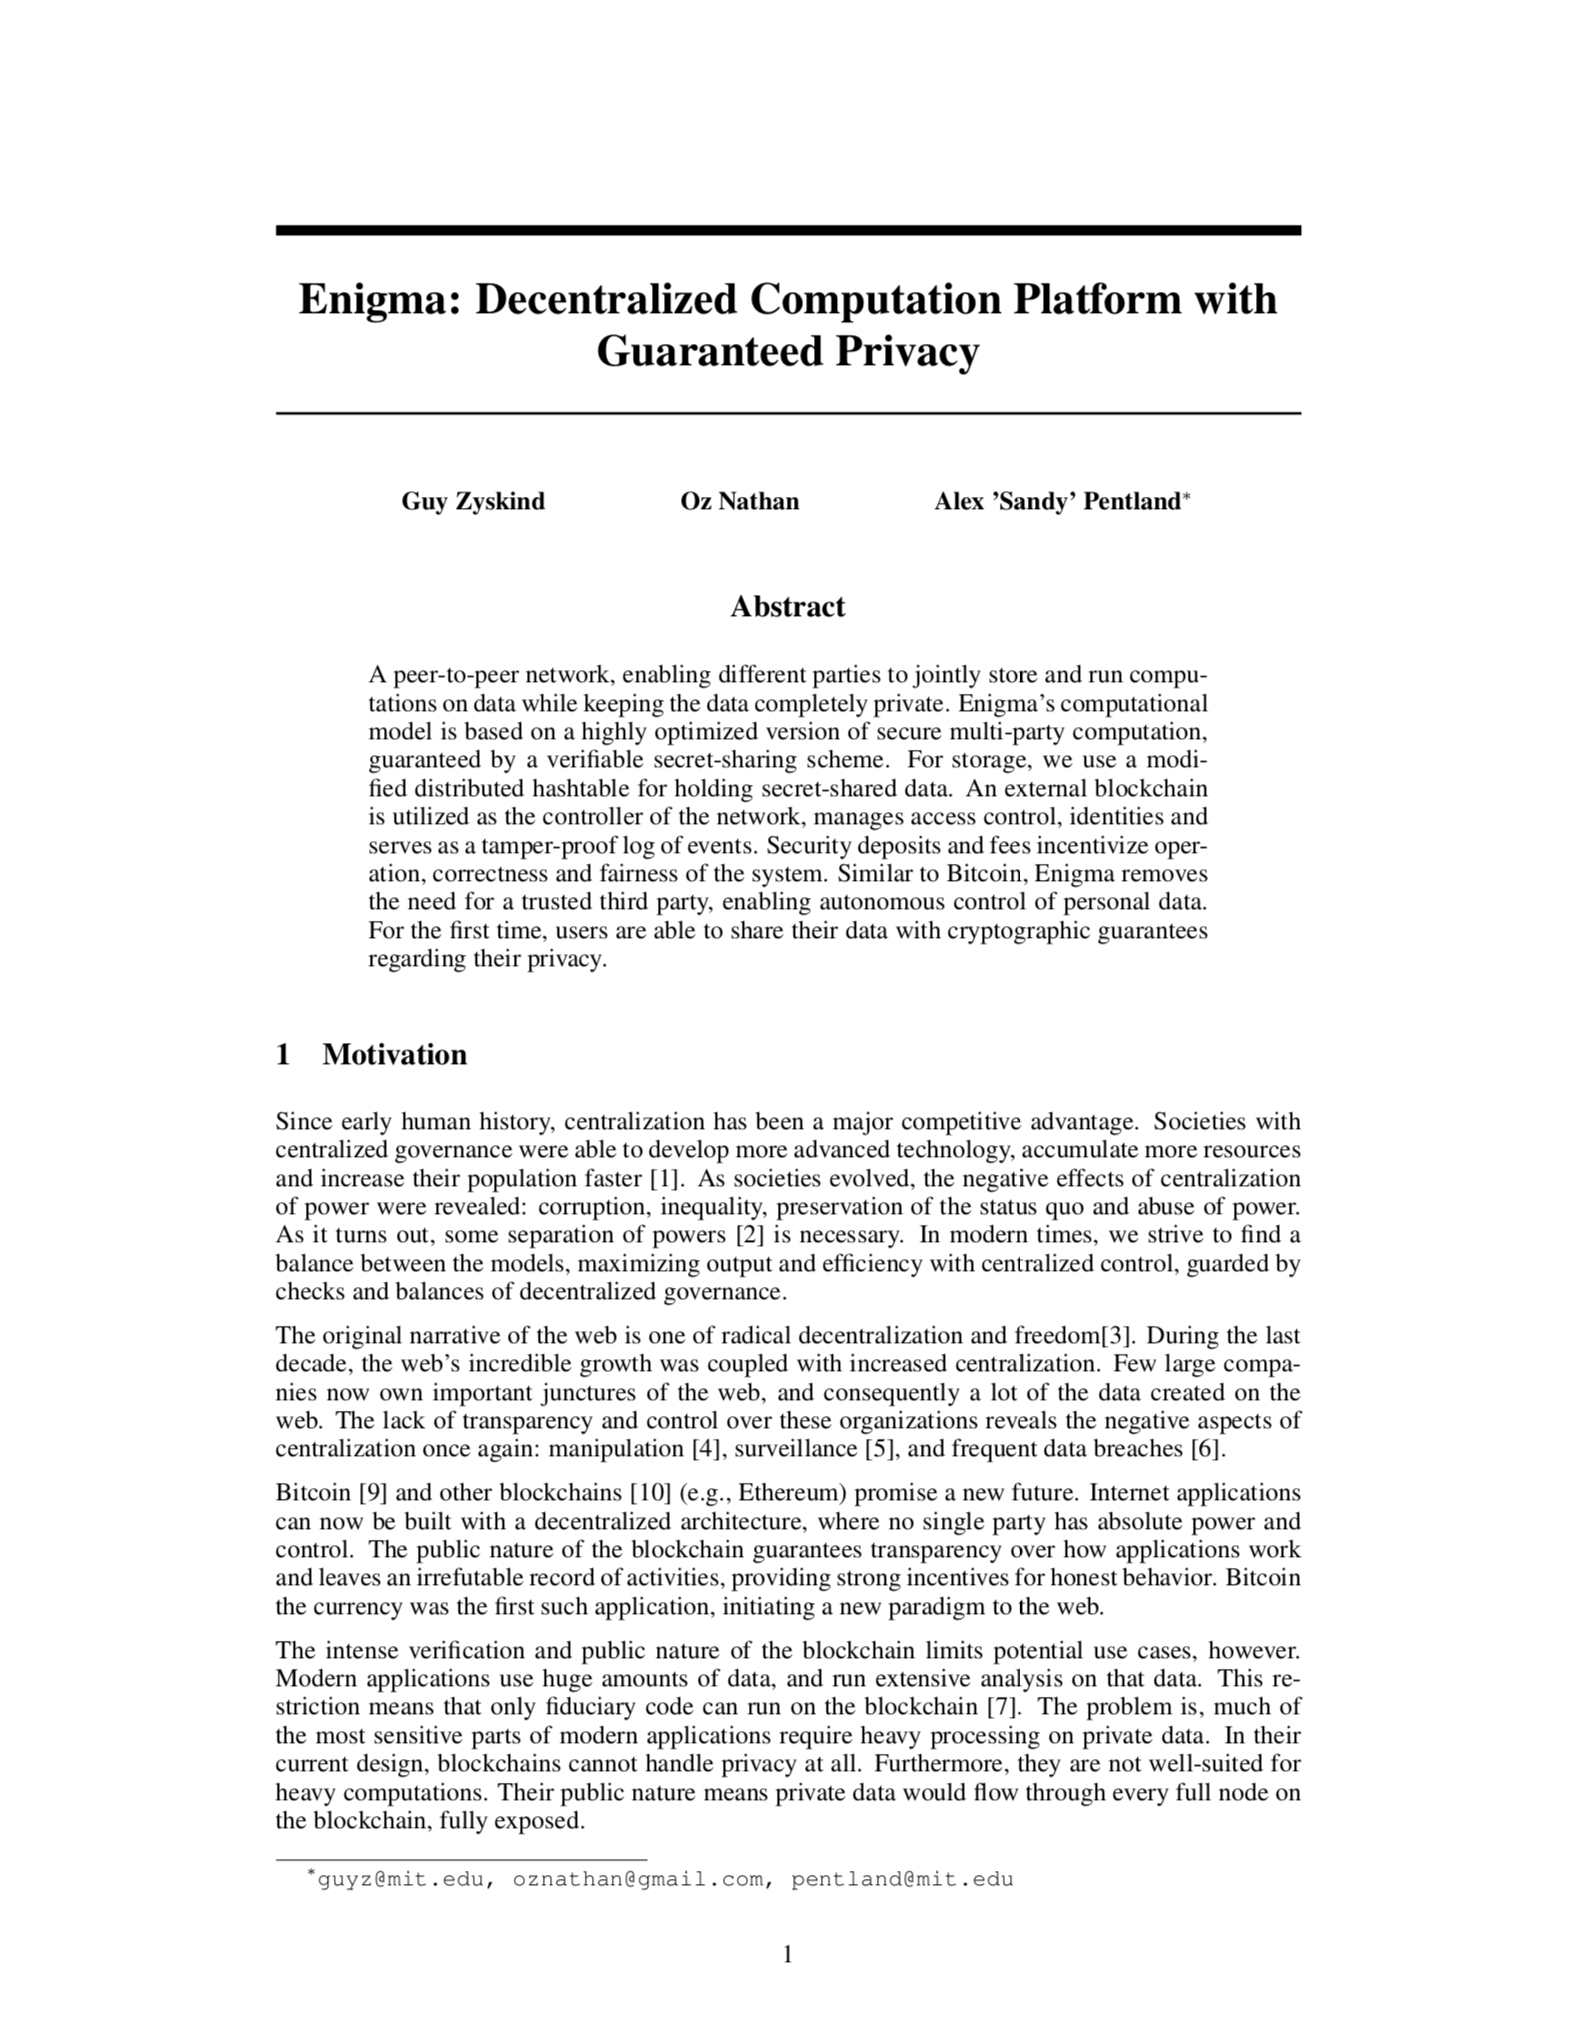 Enigma: Decentralized Computation Platform with
Guaranteed Privacy
Guy Zyskind Oz Nathan Alex ’Sandy’ Pentland*
Abstract
A peer-to-peer network, enabling different parties to jointly store and run compu-
tations on data while keeping the data completely private. Enigma’s computational
model is based on a highly optimized version of secure multi-party computation,
guaranteed by a verifiable secret-sharing scheme. For storage, we use a modi-
fied distributed hashtable for holding secret-shared data. An external blockchain
is utilized as the controller of the network, manages access control, identities and
serves as a tamper-proof log of events. Security deposits and fees incentivize oper-
ation, correctness and fairness of the system. Similar to Bitcoin, Enigma removes
the need for a trusted third party, enabling autonomous control of personal data.
For the first time, users are able to share their data with cryptographic guarantees
regarding their privacy.
1 Motivation
Since early human history, centralization has been a major competitive advantage. Societies with
centralized governance were able to develop more advanced technology, accumulate more resources
and increase their population faster [1]. As societies evolved, the negative effects of centralization
of power were revealed: corruption, inequality, preservation of the status quo and abuse of power.
As it turns out, some separation of powers [2] is necessary. In modern times, we strive to find a
balance between the models, maximizing output and efficiency with centralized control, guarded by
checks and balances of decentralized governance.
The original narrative of the web is one of radical decentralization and freedom[3]. During the last
decade, the web’s incredible growth was coupled with increased centralization. Few large compa-
nies now own important junctures of the web, and consequently a lot of the data created on the
web. The lack of transparency and control over these organizations reveals the negative aspects of
centralization once again: manipulation [4], surveillance [5], and frequent data breaches [6].
Bitcoin [9] and other blockchains [10] (e.g., Ethereum) promise a new future. Internet applications
can now be built with a decentralized architecture, where no single party has absolute power and
control. The public nature of the blockchain guarantees transparency over how applications work
and leaves an irrefutable record of activities, providing strong incentives for honest behavior. Bitcoin
the currency was the first such application, initiating a new paradigm to the web.
The intense verification and public nature of the blockchain limits potential use cases, however.
Modern applications use huge amounts of data, and run extensive analysis on that data. This re-
striction means that only fiduciary code can run on the blockchain [7]. The problem is, much of
the most sensitive parts of modern applications require heavy processing on private data. In their
current design, blockchains cannot handle privacy at all. Furthermore, they are not well-suited for
heavy computations. Their public nature means private data would flow through every full node on
the blockchain, fully exposed.
*guyz@mit.edu, oznathan@gmail.com, pentland@mit.edu
1